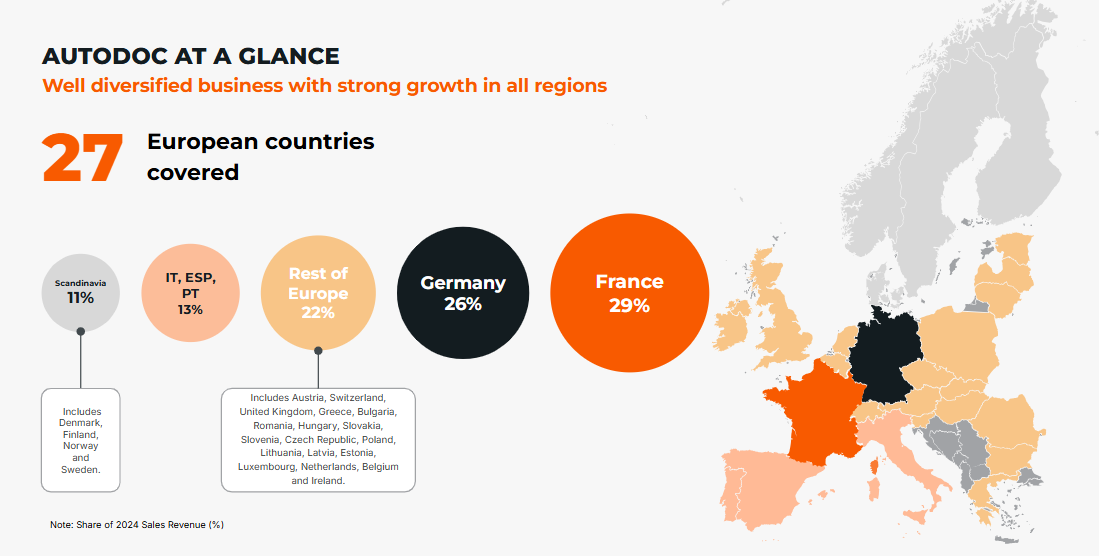 AUTODOC AT A GLANCE
Well diversified business with strong growth in all regions
27
European countries
covered
Scandinavia
11%
IT, ESP,
PT
13%
Rest of
Europe
22%
Germany
26%
France
29%
Includes
Denmark,
Finland,
Norway
and
Sweden.
Includes Austria, Switzerland,
United Kingdom, Greece, Bulgaria,
Romania, Hungary, Slovakia,
Slovenia, Czech Republic, Poland,
Lithuania, Latvia, Estonia,
Luxembourg, Netherlands, Belgium
and Ireland.
Note: Share of 2024 Sales Revenue (%)